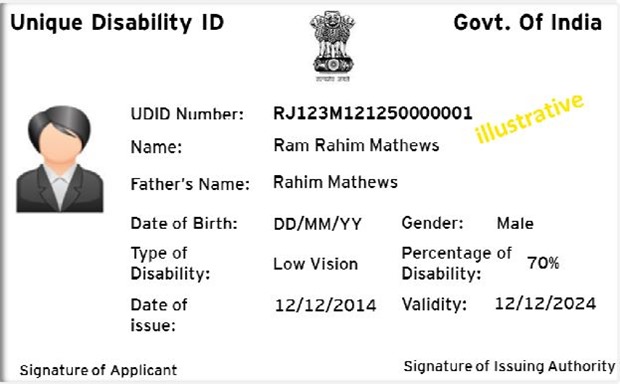 Unique Disability ID
Govt. Of India
UDID Number: RJ123M121250000001
illustrative
Name: Ram Rahim Mathews
Father's Name: Rahim Mathews
Date of Birth: DD/MM/YY Gender: Male
Type of Disability: Low Vision Percentage of Disability: 70%
Date of issue: 12/12/2014 Validity: 12/12/2024
Signature of Applicant
Signature of Issuing Authority